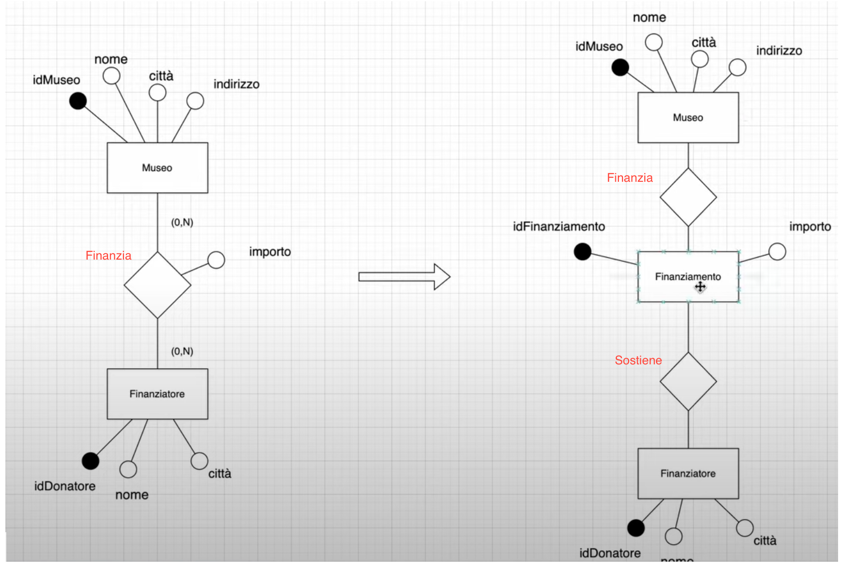 nome
idMuseo
città
indirizzo
Museo
(0,N)
Finanzia
importo
(0,N)
Finanziatore
idDonatore
nome
città
nome
idMuseo
città
indirizzo
Museo
Finanzia
idFinanziamento
importo
Finanziamento
Sostiene
Finanziatore
idDonatore
nome
città